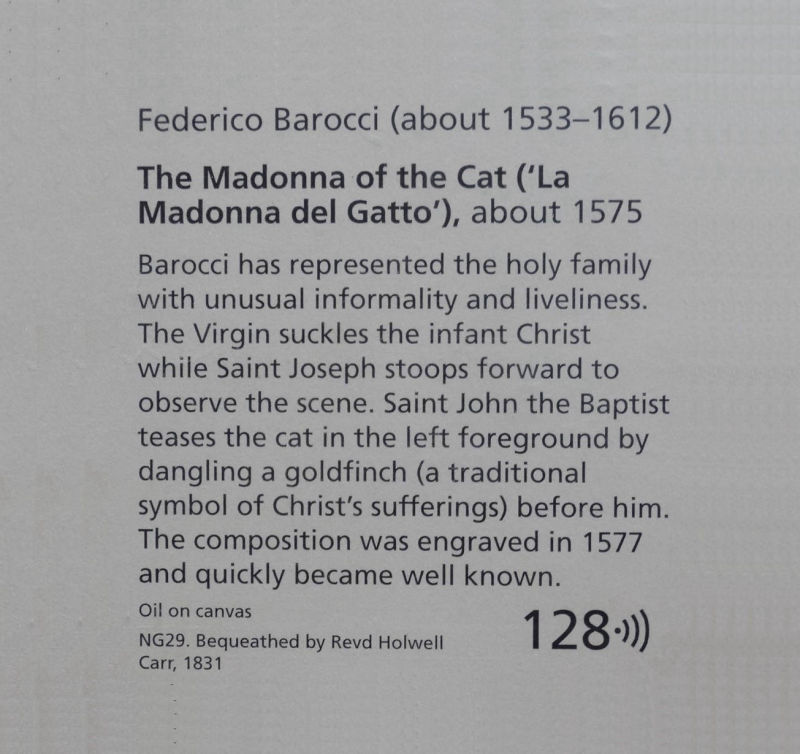 Federico Barocci (about 1533–1612)
The Madonna of the Cat (‘La
Madonna del Gatto’), about 1575
Barocci has represented the holy family
with unusual informality and liveliness.
The Virgin suckles the infant Christ
while Saint Joseph stoops forward to
observe the scene. Saint John the Baptist
teases the cat in the left foreground by
dangling a goldfinch (a traditional
symbol of Christ’s sufferings) before him.
The composition was engraved in 1577
and quickly became well known.
Oil on canvas
NG29. Bequeathed by Revd Holwell
Carr, 1831
128